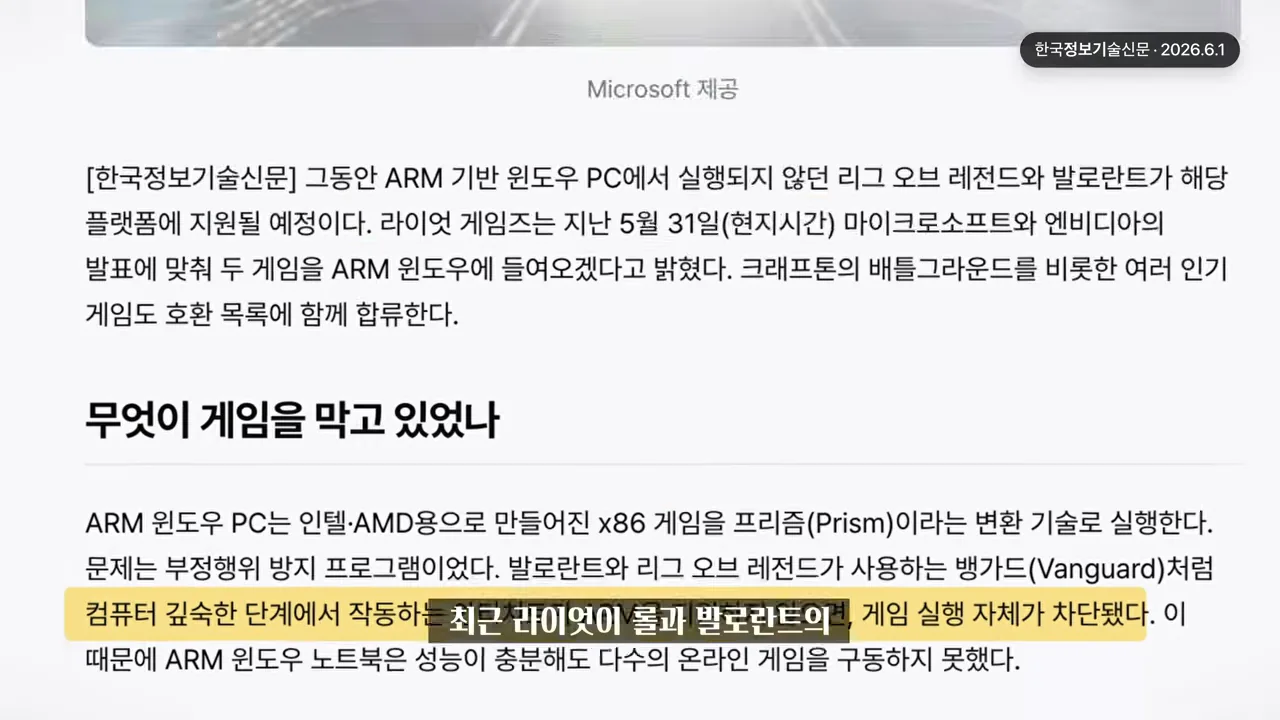 한국정보기술신문 · 2026.6.1
Microsoft 제공
[한국정보기술신문] 그동안 ARM 기반 윈도우 PC에서 실행되지 않던 리그 오브 레전드와 발로란트가 해당
플랫폼에 지원될 예정이다. 라이엇 게임즈는 지난 5월 31일(현지시간) 마이크로소프트와 엔비디아의
발표에 맞춰 두 게임을 ARM 윈도우에 들여오겠다고 밝혔다. 크래프톤의 배틀그라운드를 비롯한 여러 인기
게임도 호환 목록에 함께 합류한다.
무엇이 게임을 막고 있었나
ARM 윈도우 PC는 인텔·AMD용으로 만들어진 x86 게임을 프리즘(Prism)이라는 변환 기술로 실행한다.
문제는 부정행위 방지 프로그램이었다. 발로란트와 리그 오브 레전드가 사용하는 뱅가드(Vanguard)처럼
컴퓨터 깊숙한 단계에서 작동하는 게임 실행 자체가 차단됐다. 이
최근 라이엇이 롤과 발로란트의
때문에 ARM 윈도우 노트북은 성능이 충분해도 다수의 온라인 게임을 구동하지 못했다.